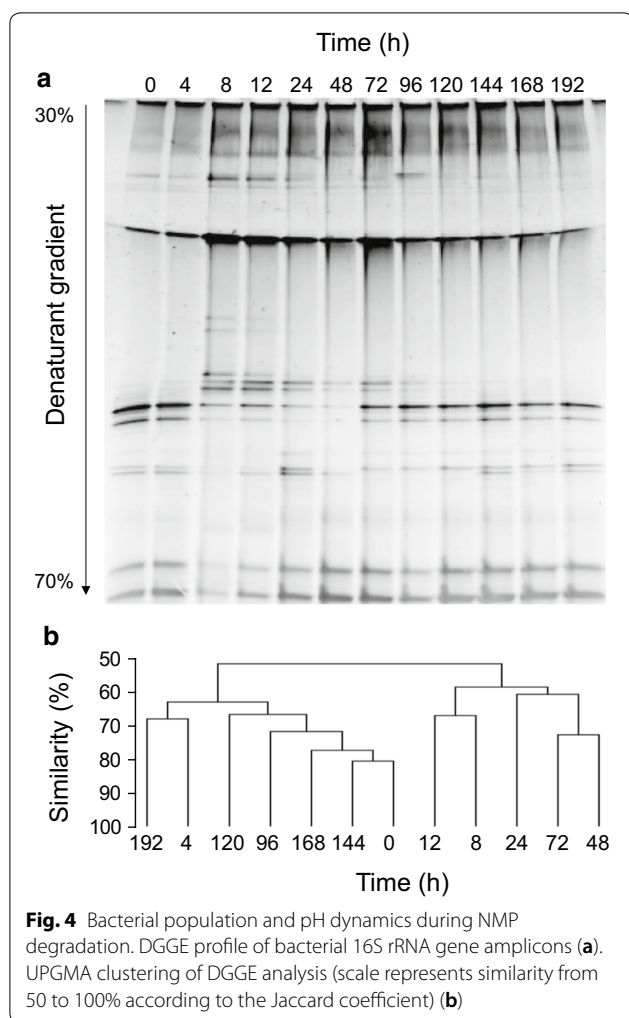 Time (h)
a
0 4 8 12 24 48 72 96 120 144 168 192
30%
Denaturant gradient
70%
b
Similarity (%)
50
60
70
80
90
100
192 4 120 96 168 144 0 12 8 24 72 48
Time (h)
Fig. 4 Bacterial population and pH dynamics during NMP
degradation. DGGE profile of bacterial 16S rRNA gene amplicons (a).
UPGMA clustering of DGGE analysis (scale represents similarity from
50 to 100% according to the Jaccard coefficient) (b)